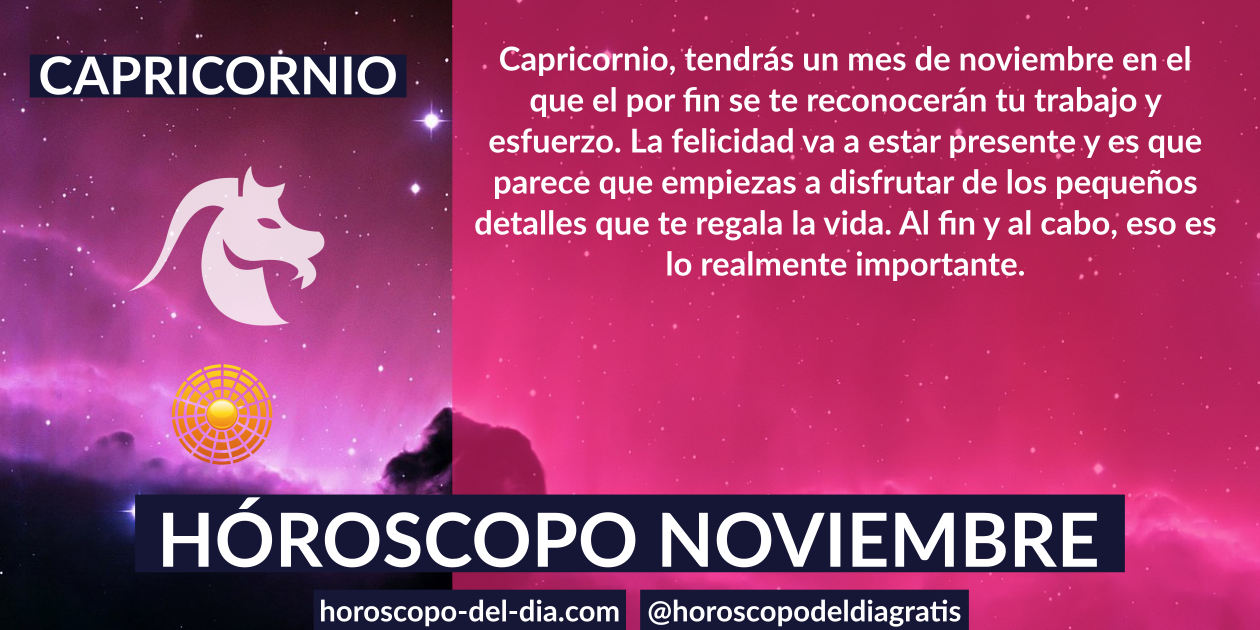 CAPRICORNIO
Capricornio, tendrás un mes de noviembre en el
que el por fin se te reconocerán tu trabajo y
esfuerzo. La felicidad va a estar presente y es que
parece que empiezas a disfrutar de los pequeños
detalles que te regala la vida. Al fin y al cabo, eso es
lo realmente importante.
HÓROSCOPO NOVIEMBRE
horoscopo-del-dia.com
@horoscopodeldiagratis